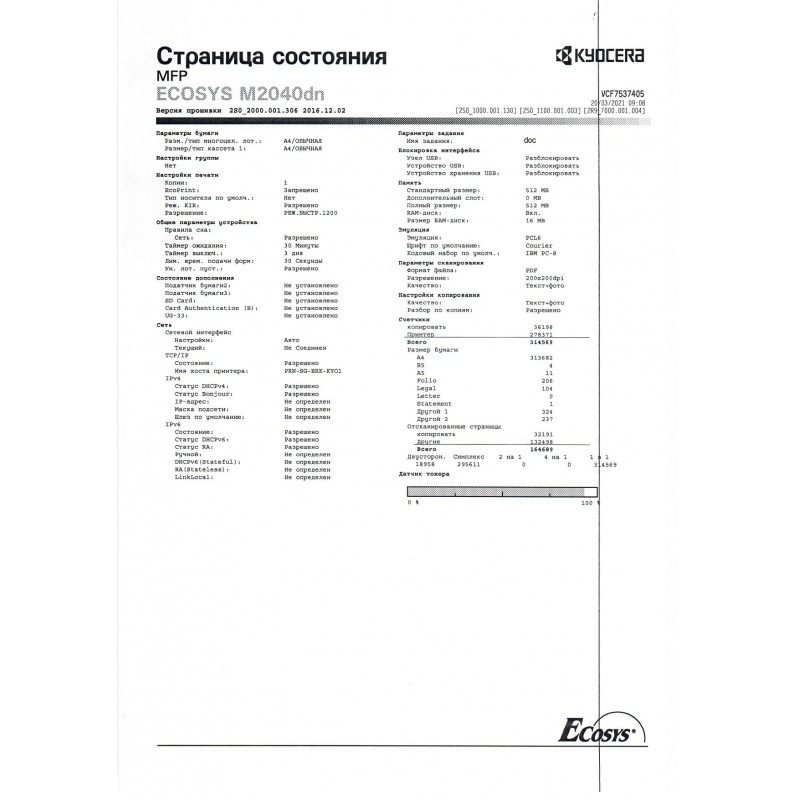 Страница состояния
KYOCERA
MFP
ECOSYS M2040dn
VCF7537405
20/03/2021 09:08
Версия прошивки 2S0_2000.001.306 2016.12.02
[2S0_1000.001.130] [2S0_1100.001.003] [2R9_7000.001.004]
Параметры бумаги
Разм./тип многоцел. лот.: A4/ОБЫЧНАЯ
Размер/тип кассета 1: A4/ОБЫЧНАЯ
Настройки группы
Нет
Настройки печати
Копии: 1
EcoPrint: Запрещено
Тип носителя по умолч.: Нет
Реж. KIR: Разрешено
Разрешение: РЕЖ.БЫСТР.1200
Общие параметры устройства
Правила сна:
Сеть: Разрешено
Таймер ожидания: 30 Минуты
Таймер выключ.: 3 дня
Лим. врем. подачи форм: 30 Секунды
Ун. лот. пуст.: Разрешено
Состояние дополнения
Податчик бумаги2: Не установлено
Податчик бумаги3: Не установлено
SD Card: Не установлено
Card Authentication (B): Не установлено
UG-33: Не установлено
Сеть
Сетевой интерфейс
Настройки: Авто
Текущий: Не Соединен
TCP/IP
Состояние: Разрешено
Имя хоста принтера: PRN-SG-BRK-KYO1
IPv4
Статус DHCPv4: Разрешено
Статус Bonjour: Разрешено
IP-адрес: Не определен
Маска подсети: Не определен
Шлюз по умолчанию: Не определен
IPv6
Состояние: Разрешено
Статус DHCPv6: Разрешено
Статус RA: Разрешено
Ручной: Не определен
DHCPv6(Stateful): Не определен
RA(Stateless): Не определен
LinkLocal: Не определен
Параметры задания
Имя задания: doc
Блокировка интерфейса
Узел USB: Разблокировать
Устройство USB: Разблокировать
Устройство хранения USB: Разблокировать
Память
Стандартный размер: 512 MB
Дополнительный слот: 0 MB
Полный размер: 512 MB
RAM-диск: Вкл.
Размер RAM-диск: 16 MB
Эмуляция
Эмуляция: PCL6
Шрифт по умолчанию: Courier
Кодовый набор по умолч.: IBM PC-8
Параметры сканирования
Формат файла: PDF
Разрешение: 200x200dpi
Качество: Текст+фото
Настройки копирования
Качество: Текст+фото
Разбор по копиям: Разрешено
Счетчики
копировать 36198
Принтер 278371
Всего 314569
Размер бумаги
A4 313682
B5 4
A5 11
Folio 206
Legal 104
Letter 0
Statement 1
Другой 1 324
Другой 2 237
Отсканированные страницы
копировать 32191
Другие 132498
Всего 164689
Двусторон. Симплекс 2 на 1 4 на 1 1 в 1
18958 295611 0 0 314569
Датчик тонера
0 % 100 %
ECOSYS®